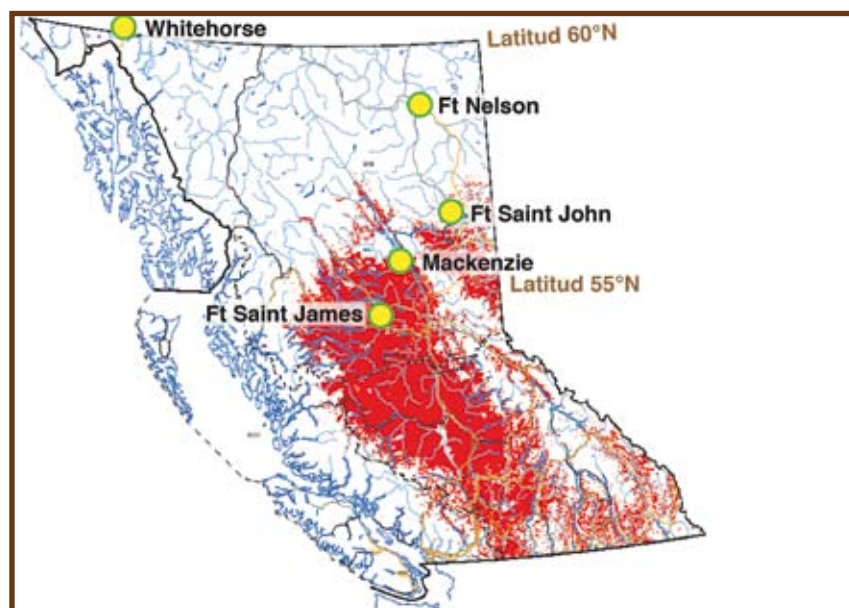 Whitehorse
Latitud 60°N
Ft Nelson
Ft Saint John
Mackenzie
Latitud 55°N
Ft Saint James